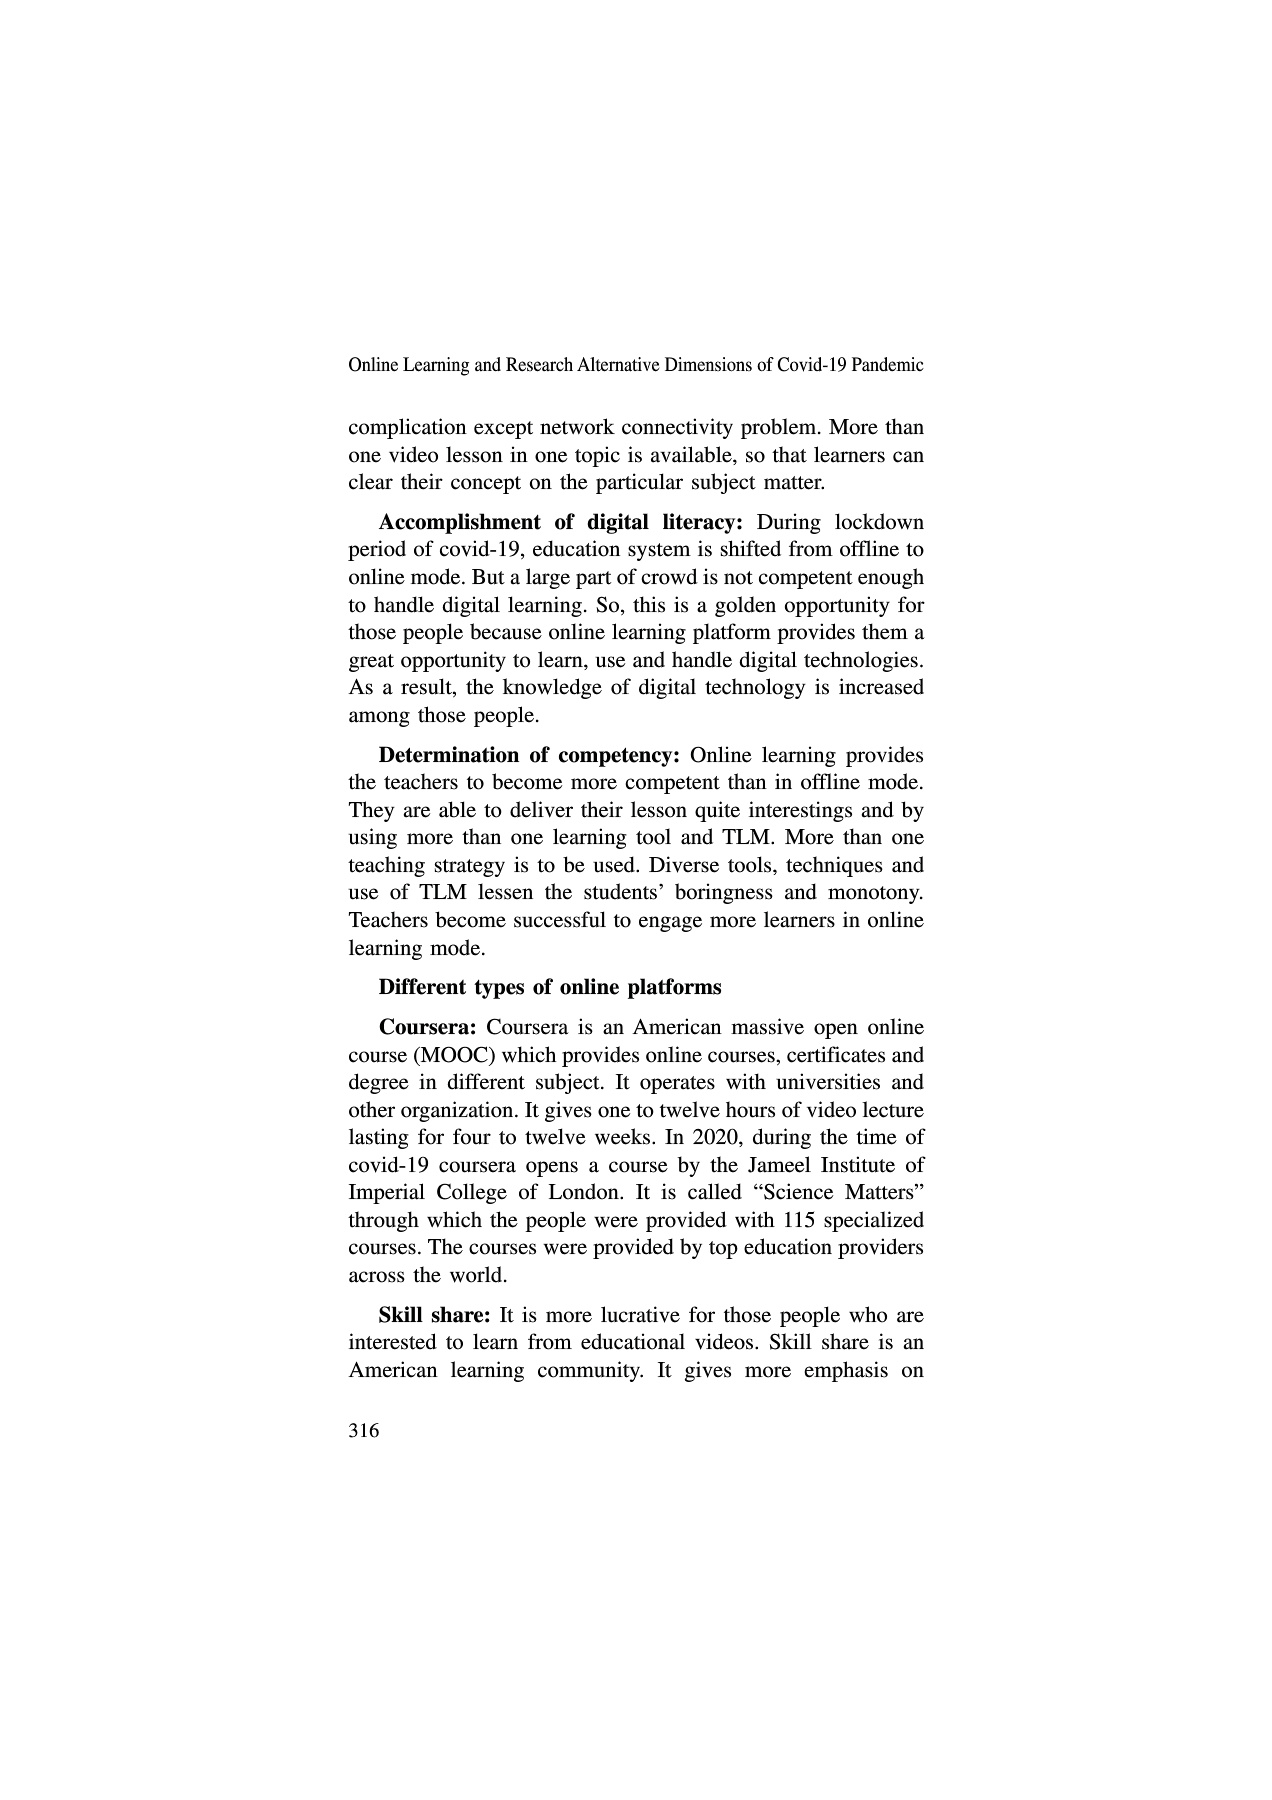 Online Learning and Research Alternative Dimensions of Covid-19 Pandemic
complication except network connectivity problem. More than
one video lesson in one topic is available, so that learners can
clear their concept on the particular subject matter.
Accomplishment of digital literacy: During lockdown
period of covid-19, education system is shifted from offline to
online mode. But a large part of crowd is not competent enough
to handle digital learning. So, this is a golden opportunity for
those people because online learning platform provides them a
great opportunity to learn, use and handle digital technologies.
As a result, the knowledge of digital technology is increased
among those people.
Determination of competency: Online learning provides
the teachers to become more competent than in offline mode.
They are able to deliver their lesson quite interestings and by
using more than one learning tool and TLM. More than one
teaching strategy is to be used. Diverse tools, techniques and
use of TLM lessen the students’ boringness and monotony.
Teachers become successful to engage more learners in online
learning mode.
Different types of online platforms
Coursera: Coursera is an American massive open online
course (MOOC) which provides online courses, certificates and
degree in different subject. It operates with universities and
other organization. It gives one to twelve hours of video lecture
lasting for four to twelve weeks. In 2020, during the time of
covid-19 coursera opens a course by the Jameel Institute of
Imperial College of London. It is called “Science Matters”
through which the people were provided with 115 specialized
courses. The courses were provided by top education providers
across the world.
Skill share: It is more lucrative for those people who are
interested to learn from educational videos. Skill share is an
American learning community. It gives more emphasis on
316